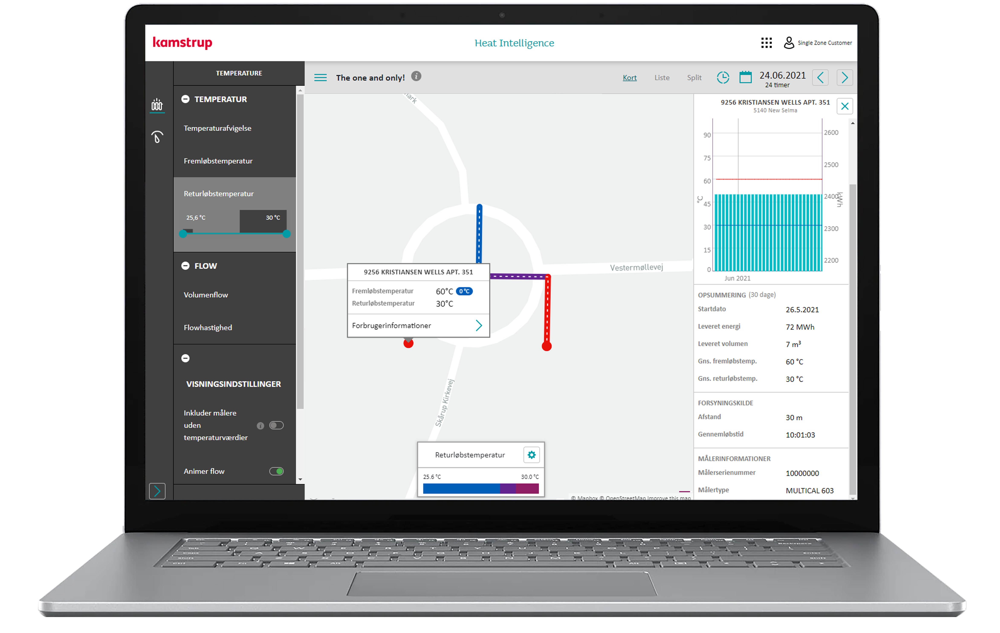 kamstrup
Heat Intelligence
Single Zone Customer
TEMPERATURE
TEMPERATUR
Temperaturafvigelse
Fremløbstemperatur
Returløbstemperatur
25,6 °C
30 °C
FLOW
Volumenflow
Flowhastighed
VISNINGSINDSTILLINGER
Inkluder målere
uden
temperaturværdier
Animer flow
The one and only!
Kort
Liste
Split
24.06.2021
24 timer
Vestermøllevej
Skårup Kirkevej
9256 KRISTIANSEN WELLS APT. 351
Fremløbstemperatur 60°C 0 °C
Returløbstemperatur 30°C
Forbrugerinformationer
Returløbstemperatur
25.6 °C 30.0 °C
© Mapbox © OpenStreetMap Improve this map
9256 KRISTIANSEN WELLS APT. 351
5140 New Selma
90
75
60
45
30
15
0
°C
2600
2500
2400
2300
2200
kWh
Jun 2021
OPSUMMERING (30 dage)
Startdato 26.5.2021
Leveret energi 72 MWh
Leveret volumen 7 m³
Gns. fremløbstemp. 60 °C
Gns. returløbstemp. 30 °C
FORSYNINGSKILDE
Afstand 30 m
Gennemløbstid 10:01:03
MÅLERINFORMATIONER
Målerserienummer 10000000
Målertype MULTICAL 603